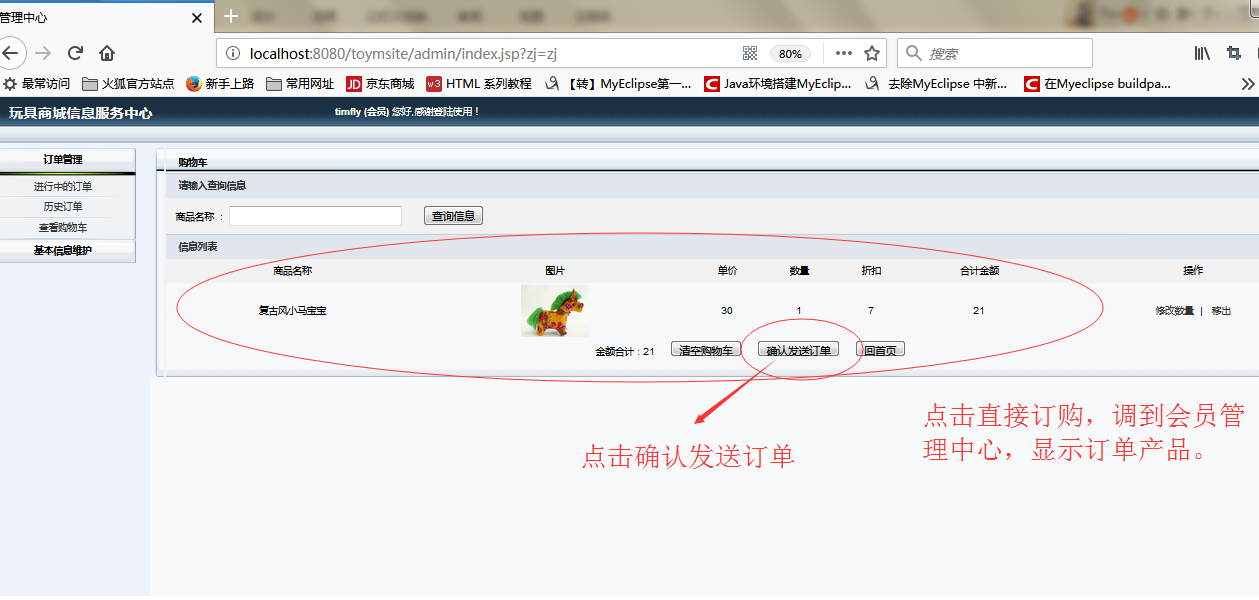 管理中心
localhost:8080/toymsite/admin/index.jsp?zj=zj
80%
搜索
最常访问 火狐官方站点 新手上路 常用网址 JD 京东商城 w3 HTML 系列教程 【转】MyEclipse第一... C Java环境搭建MyEclip... 去除MyEclipse 中新... C 在Myeclipse buildpa...
玩具商城信息服务中心
timfly (会员) 您好,感谢登陆使用！
订单管理
进行中的订单
历史订单
查看购物车
基本信息维护
购物车
请输入查询信息
商品名称： 查询信息
信息列表
商品名称 图片 单价 数量 折扣 合计金额 操作
复古风小马宝宝 30 1 7 21 修改数量 | 移出
金额合计：21 清空购物车 确认发送订单 回首页
点击确认发送订单
点击直接订购，调到会员管
理中心，显示订单产品。